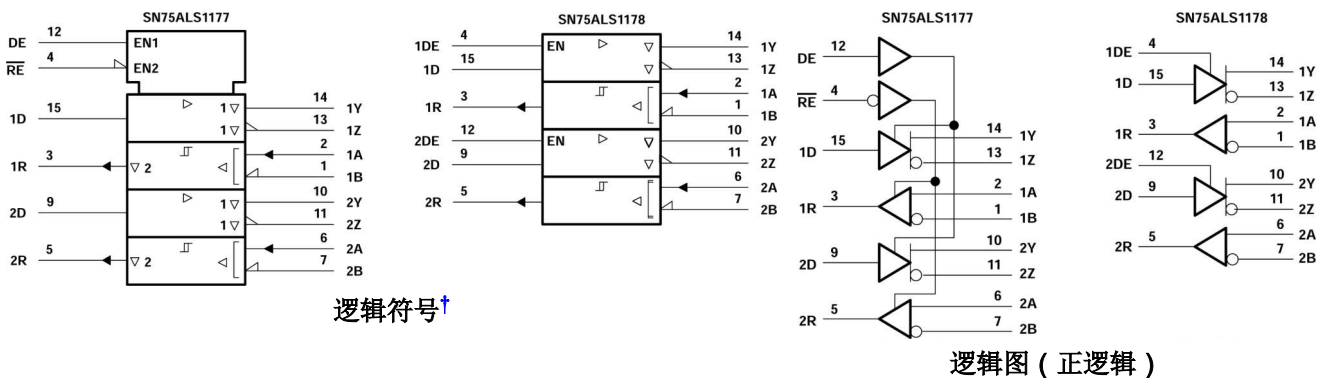 SN75ALS1177
DE 12 EN1
RE 4 EN2
1D 15 1 14 1Y
1 13 1Z
1R 3 2 2 1A
1 1B
2D 9 1 10 2Y
1 11 2Z
2R 5 2 6 2A
7 2B
SN75ALS1178
1DE 4 EN 14 1Y
1D 15 13 1Z
1R 3 2 1A
1 1B
2DE 12 EN 10 2Y
2D 9 11 2Z
2R 5 6 2A
7 2B
逻辑符号†
SN75ALS1177
DE 12
RE 4
1D 15 14 1Y
13 1Z
1R 3 2 1A
1 1B
2D 9 10 2Y
11 2Z
2R 5 6 2A
7 2B
SN75ALS1178
1DE 4
1D 15 14 1Y
13 1Z
1R 3 2 1A
1 1B
2DE 12
2D 9 10 2Y
11 2Z
2R 5 6 2A
7 2B
逻辑图（正逻辑）